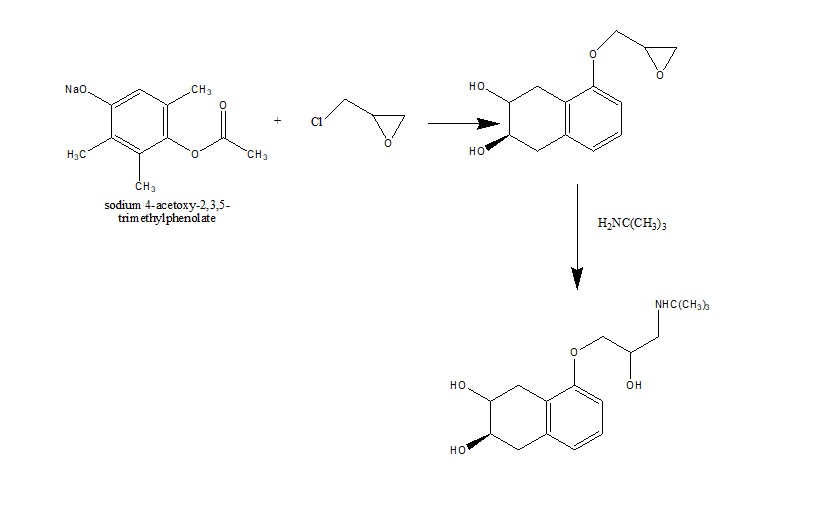 O
HO
O
NaO
CH3
O
+
Cl
O
HO
H3C
O
CH3
CH3
sodium 4-acetoxy-2,3,5-
trimethylphenolate
H2NC(CH3)3
NHC(CH3)3
O
HO
OH
HO